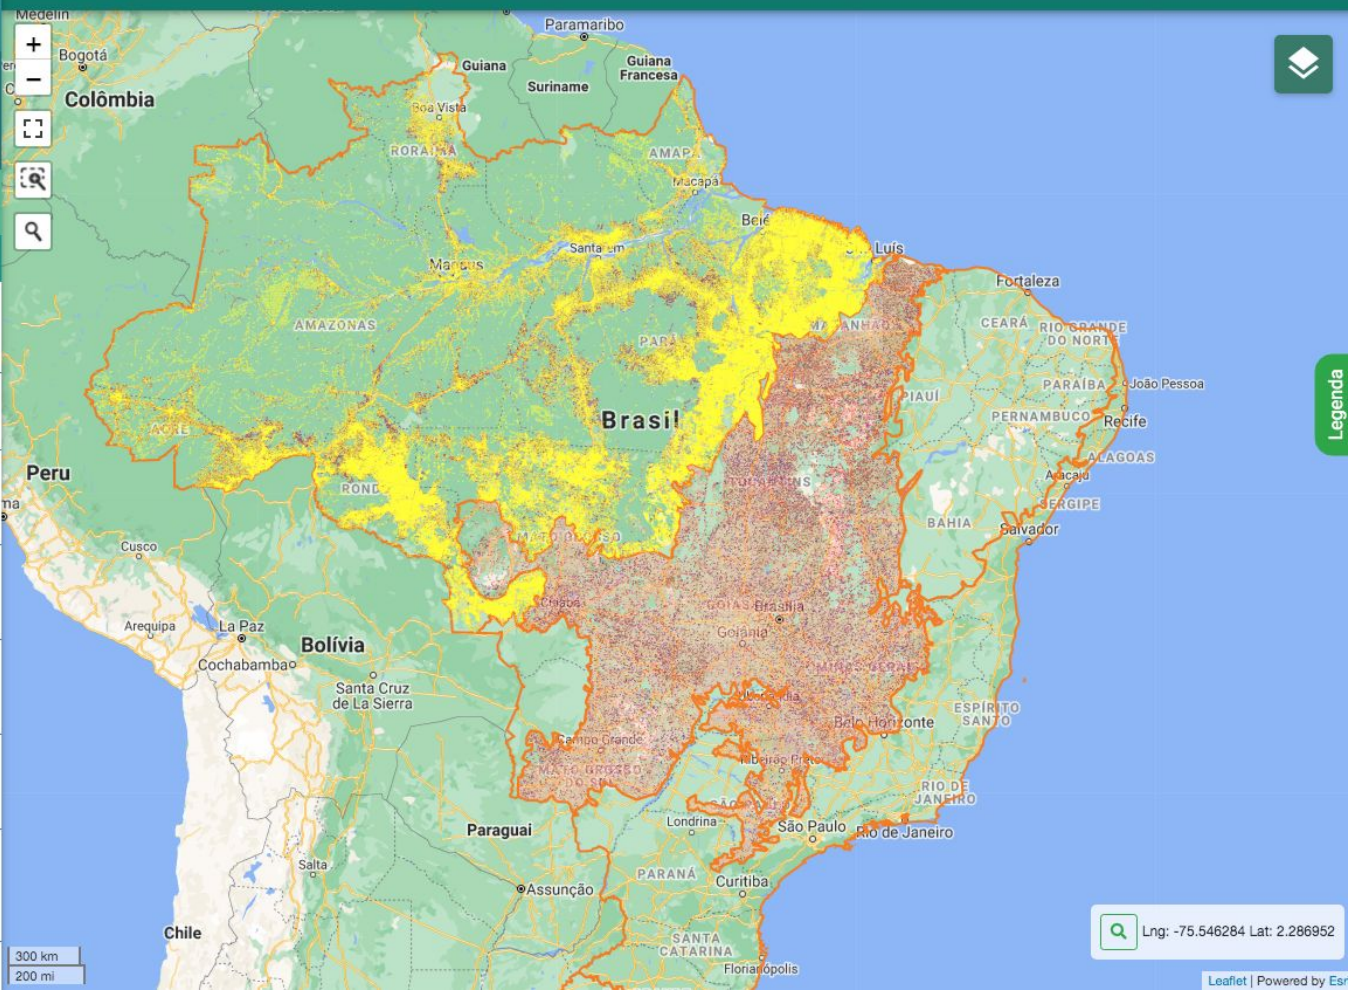 Medellín
Paramaribo
+
Bogotá
Guiana
Guiana
Francesa
−
Suriname
Colômbia
Boa Vista
RORAIMA
AMAPÁ
Macapá
Luís
Santarém
Manaus
Fortaleza
AMAZONAS
CEARÁ
RIO GRANDE
DO NORTE
MARANHÃO
PARÁ
PARAÍBA
João Pessoa
PIAUÍ
Legenda
PERNAMBUCO
Brasil
Recife
ACRE
ALAGOAS
Peru
Aracaju
TOCANTINS
ROND
SERGIPE
BAHIA
Salvador
MATO GROSSO
Cusco
Cuiabá
GOIÁS
Brasília
Arequipa
La Paz
Goiânia
Bolívia
Cochabamba
MINAS GERAIS
Santa Cruz
de La Sierra
Uberlândia
ESPÍRITO
SANTO
Belo Horizonte
Campo Grande
Ribeirão Preto
MATO GROSSO
DO SUL
RIO DE
JANEIRO
SÃO PAULO
Londrina
São Paulo
Rio de Janeiro
Paraguai
Salta
PARANÁ
Curitiba
Assunção
Chile
SANTA
CATARINA
Lng: -75.546284 Lat: 2.286952
300 km
200 mi
Florianópolis
Leaflet | Powered by Esr